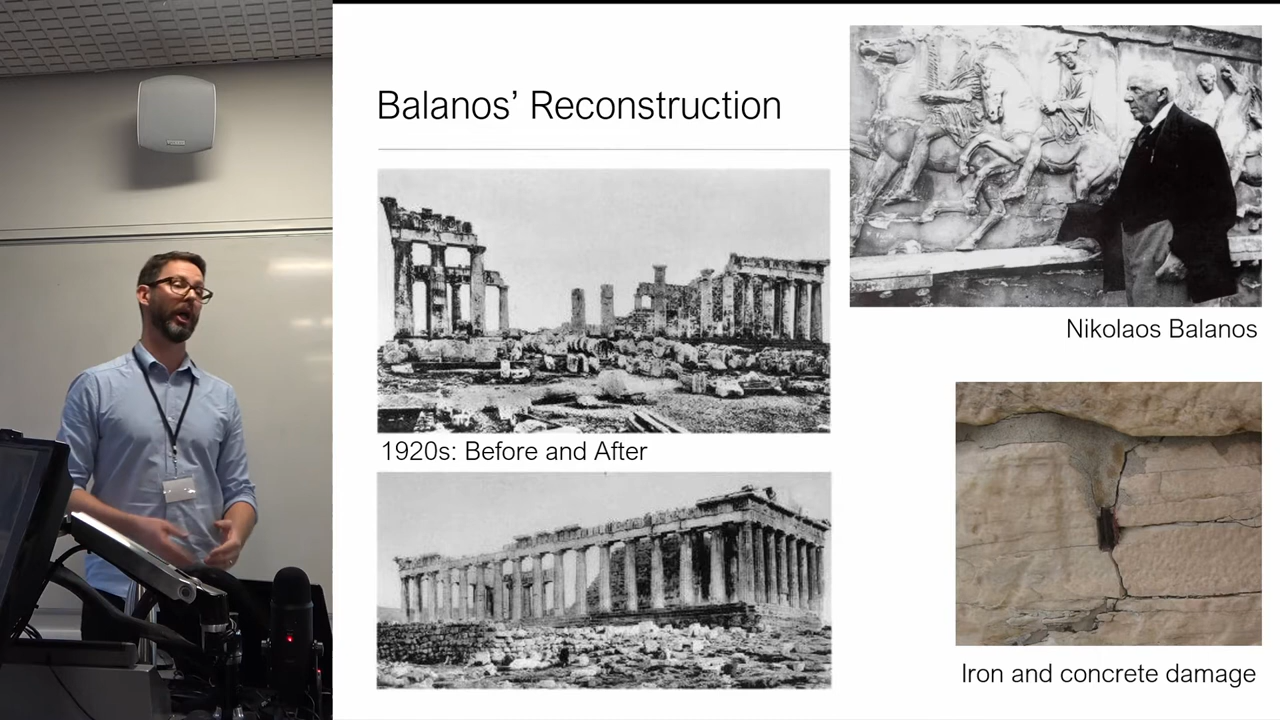 Balanos’ Reconstruction
Nikolaos Balanos
1920s: Before and After
Iron and concrete damage